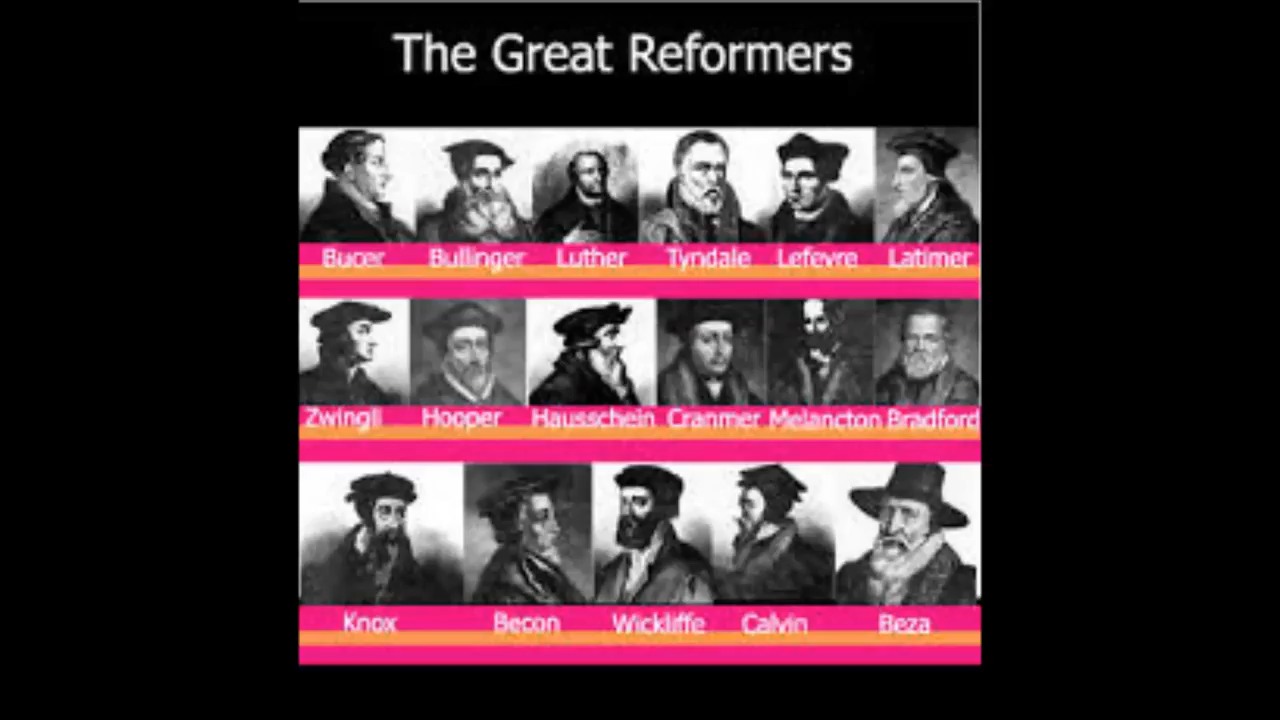 The Great Reformers
Bucer Bullinger Luther Tyndale Lefevre Latimer
Zwingli Hooper Hausschein Cranmer Melancton Bradford
Knox Becon Wickliffe Calvin Beza